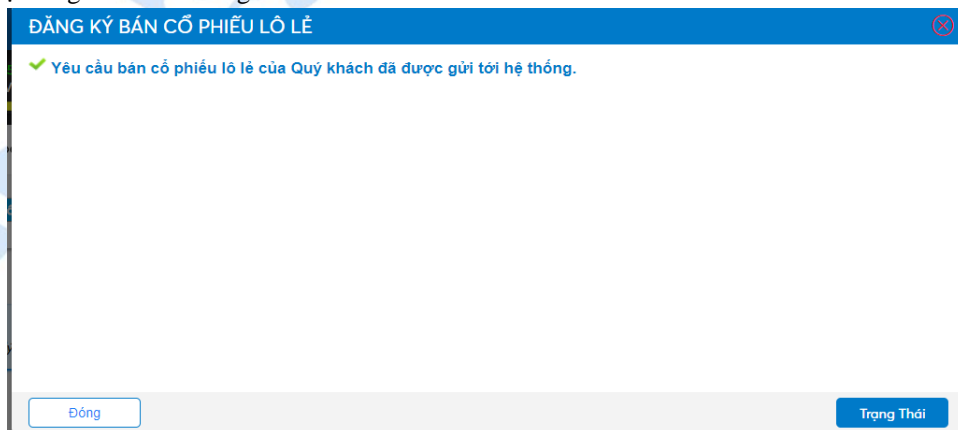 ĐĂNG KÝ BÁN CỔ PHIẾU LÔ LẺ
Yêu cầu bán cổ phiếu lô lẻ của Quý khách đã được gửi tới hệ thống.
Đóng
Trạng Thái